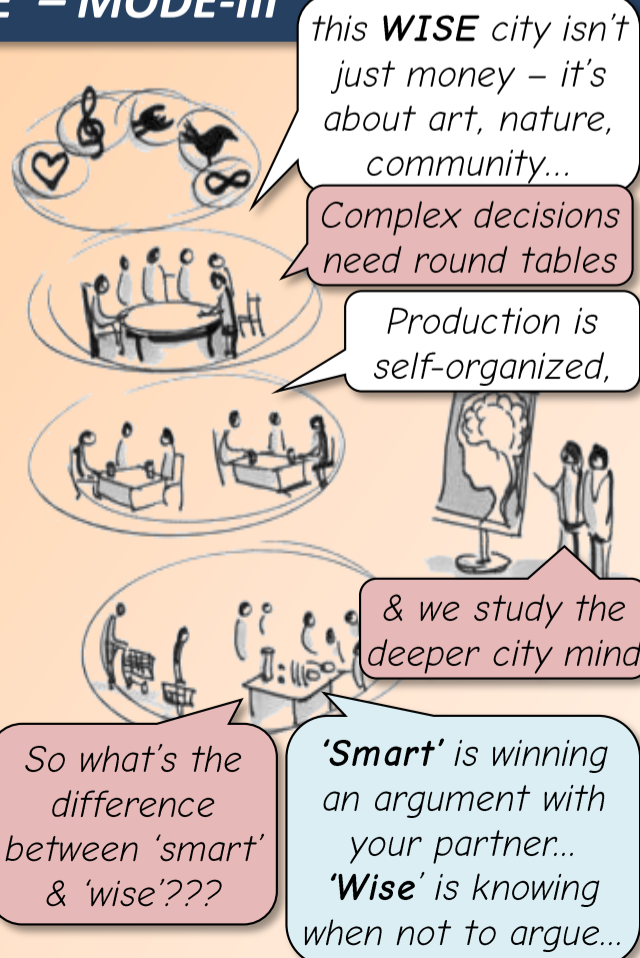 – MODE-III
this WISE city isn't
just money – it's
about art, nature,
community...
Complex decisions
need round tables
Production is
self-organized,
& we study the
deeper city mind
So what's the
difference
between ‘smart’
& ‘wise’???
‘Smart’ is winning
an argument with
your partner...
‘Wise’ is knowing
when not to argue...